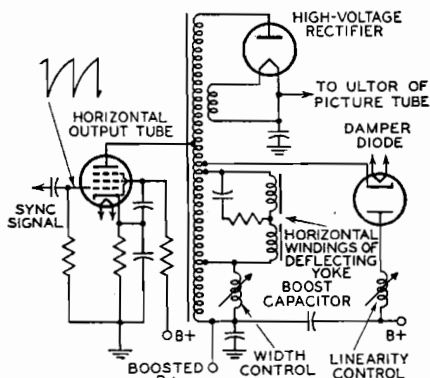 HIGH-VOLTAGE
RECTIFIER
TO ULTOR OF
PICTURE TUBE
HORIZONTAL
OUTPUT TUBE
DAMPER
DIODE
SYNC
SIGNAL
HORIZONTAL
WINDINGS OF
DEFLECTING
YOKE
BOOST
CAPACITOR
B+
B+
BOOSTED
WIDTH
CONTROL
LINEARITY
CONTROL